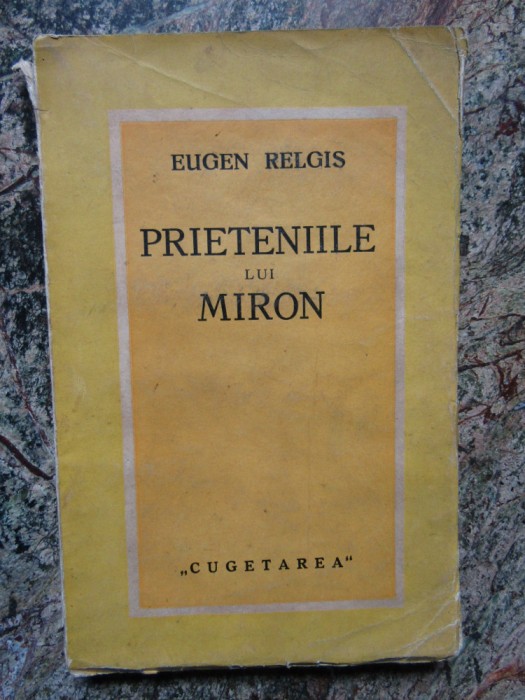 EUGEN RELGIS
PRIETENIILE
LUI
MIRON
„CUGETAREA"